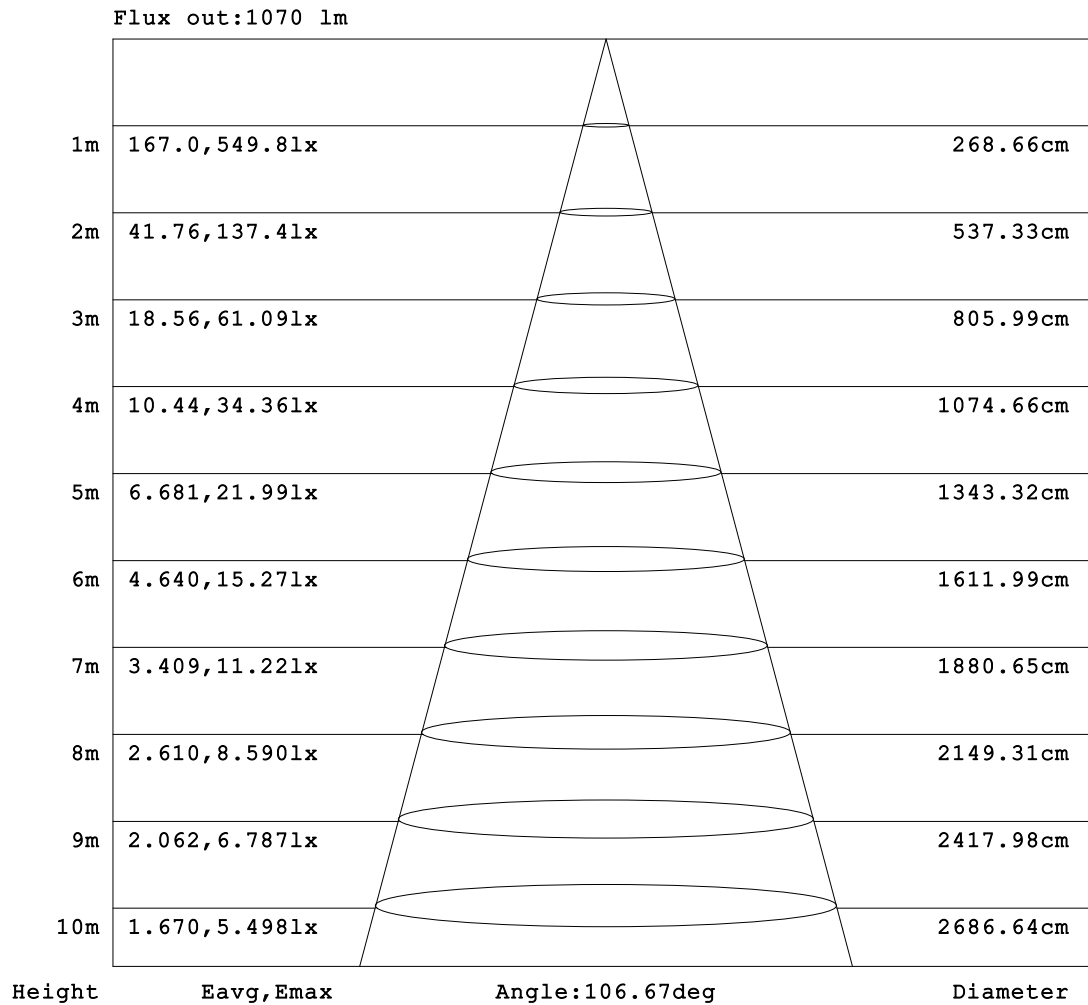 Flux out:1070 lm
1m 167.0,549.8lx 268.66cm
2m 41.76,137.4lx 537.33cm
3m 18.56,61.09lx 805.99cm
4m 10.44,34.36lx 1074.66cm
5m 6.681,21.99lx 1343.32cm
6m 4.640,15.27lx 1611.99cm
7m 3.409,11.22lx 1880.65cm
8m 2.610,8.590lx 2149.31cm
9m 2.062,6.787lx 2417.98cm
10m 1.670,5.498lx 2686.64cm
Height Eavg,Emax Angle:106.67deg Diameter